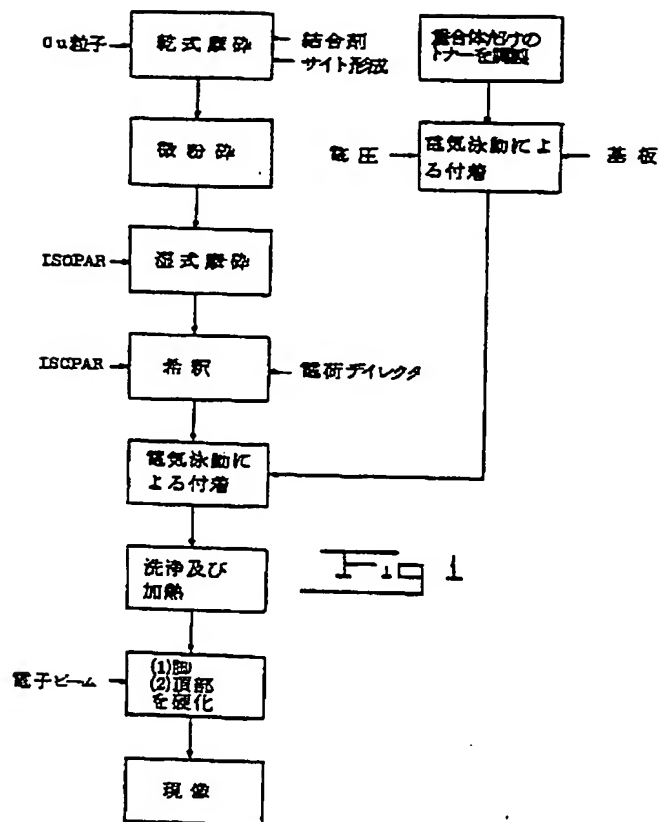 Cu粒子
乾式磨砕
結合剤
サイト形成
微粉砕
ISOPAR
湿式磨砕
ISOPAR
希釈
電荷ディレクタ
重合体だけの
トナーを調製
電圧
電気泳動によ
る付着
基板
電気泳動に
よる付着
洗浄及び
加熱
Fig 1
電子ビーム
(1)脚
(2)頂部
を硬化
現像